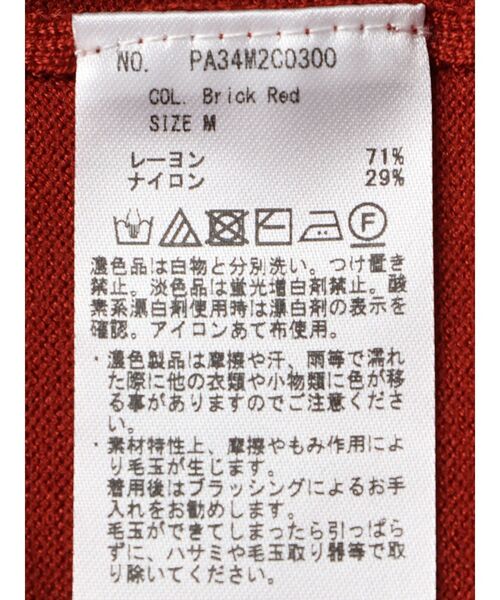 NO. PA34M2C0300
COL. Brick Red
SIZE M
レーヨン 71%
ナイロン 29%
F
濃色品は白物と分別洗い。つけ置き
禁止。淡色品は蛍光増白剤禁止。酸
素系漂白剤使用時は漂白剤の表示を
確認。アイロンあて布使用。
・濃色製品は摩擦や汗、雨等で濡れ
た際に他の衣類や小物類に色が移
る事がありますのでご注意くださ
い。
・素材特性上、摩擦やもみ作用によ
り毛玉が生じます。
着用後はブラッシングによるお手
入れをお勧めします。
毛玉ができてしまったら引っぱら
ずに、ハサミや毛玉取り器等で取
り除いてください。